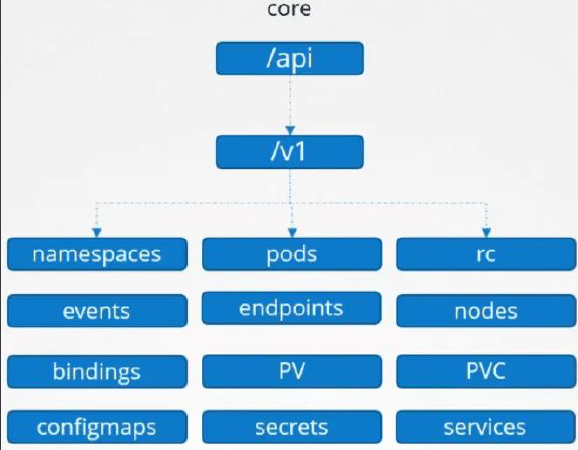 core
/api
/v1
namespaces
pods
rc
events
endpoints
nodes
bindings
PV
PVC
configmaps
secrets
services